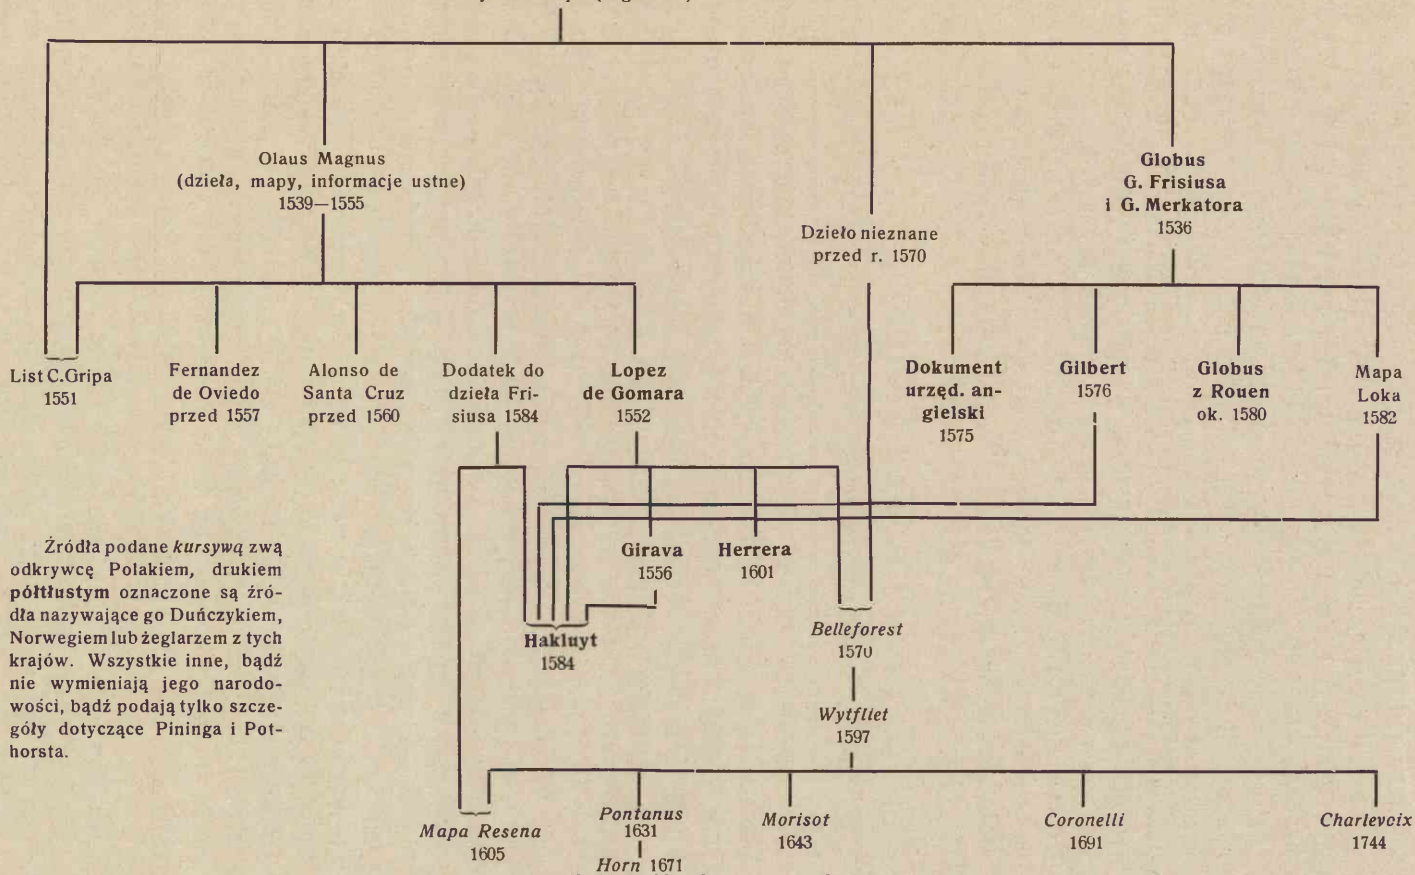 Olaus Magnus
(dzieła, mapy, informacje ustne)
1539—1555
Globus
G. Frisiusa
i G. Merkatora
1536
Dzieło nieznane
przed r. 1570
List C.Gripa
1551
Fernandez
de Oviedo
przed 1557
Alonso de
Santa Cruz
przed 1560
Dodatek do
dzieła Fri-
siusa 1584
Lopez
de Gomara
1552
Dokument
urzęd. an-
gielski
1575
Gilbert
1576
Globus
z Rouen
ok. 1580
Mapa
Loka
1582
Źródła podane kursywą zwą
odkrywcę Polakiem, drukiem
półtłustym oznaczone są źró-
dła nazywające go Duńczykiem,
Norwegiem lub żeglarzem z tych
krajów. Wszystkie inne, bądź
nie wymieniają jego narodo-
wości, bądź podają tylko szcze-
góły dotyczące Pininga i Pot-
horsta.
Girava
1556
Herrera
1601
Hakluyt
1584
Belleforest
1570
Wytfliet
1597
Mapa Resena
1605
Pontanus
1631
Horn 1671
Morisot
1643
Coronelli
1691
Charlevcix
1744